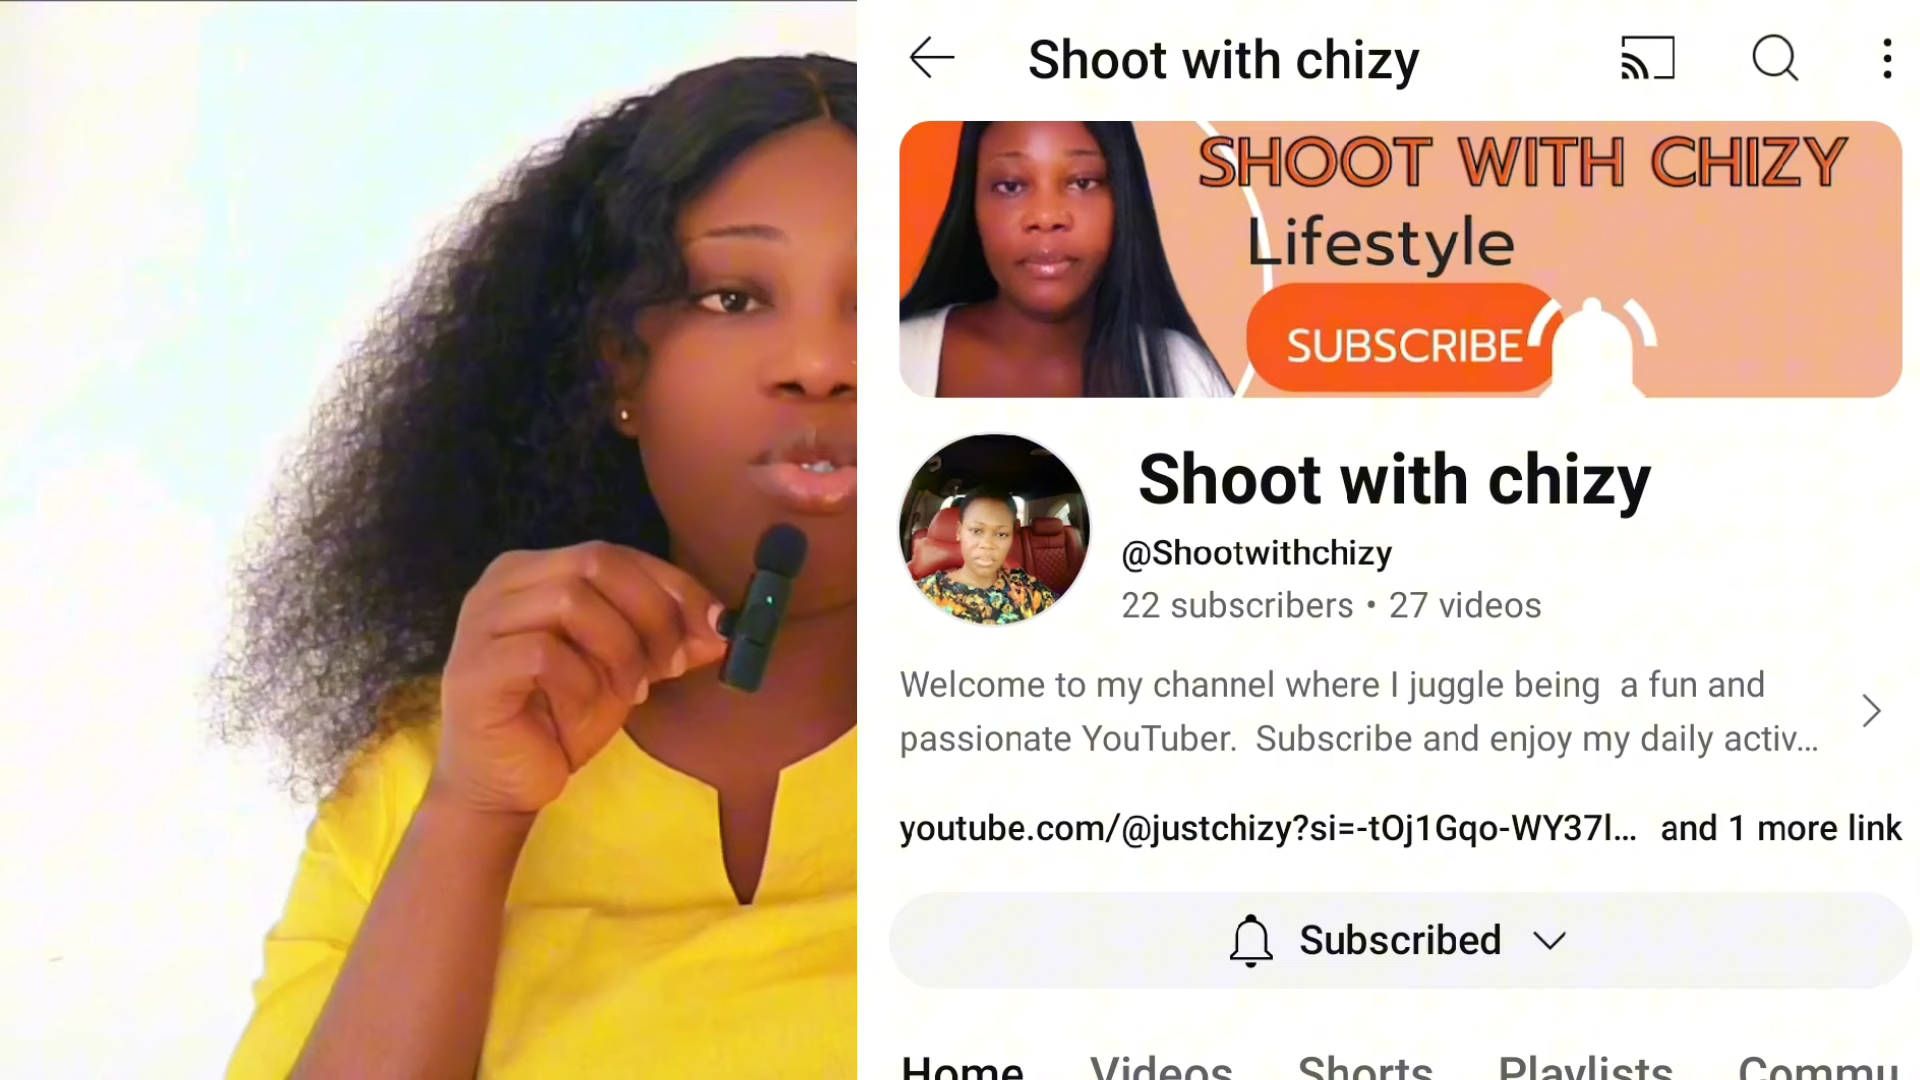 Shoot with chizy
SHOOT WITH CHIZY
Lifestyle
SUBSCRIBE
Shoot with chizy
@Shootwithchizy
22 subscribers • 27 videos
Welcome to my channel where I juggle being a fun and
passionate YouTuber. Subscribe and enjoy my daily activ...
youtube.com/@justchizy?si=-tOj1Gqo-WY37l... and 1 more link
Subscribed
Home Videos Shorts Playlists Commu